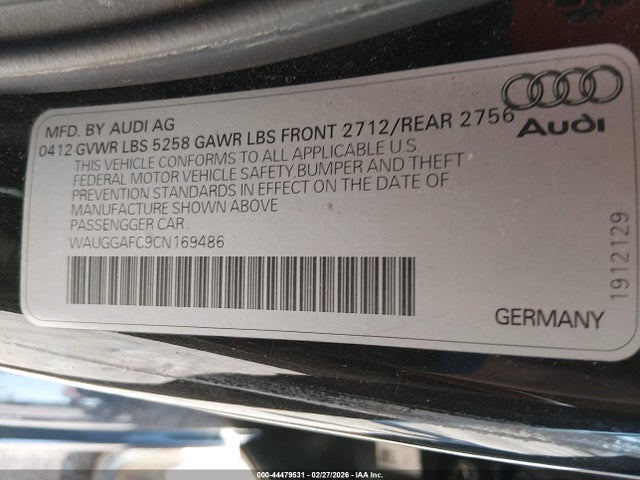 MFD. BY AUDI AG
0412 GVWR LBS 5258 GAWR LBS FRONT 2712/REAR 2756
THIS VEHICLE CONFORMS TO ALL APPLICABLE U.S
FEDERAL MOTOR VEHICLE SAFETY,BUMPER AND THEFT
PREVENTION STANDARDS IN EFFECT ON THE DATE OF
MANUFACTURE SHOWN ABOVE
PASSENGGER CAR .
WAUGGAFC9CN169486
Audi
1912129
GERMANY
000-44479531 - 02/27/2026 - IAA Inc.